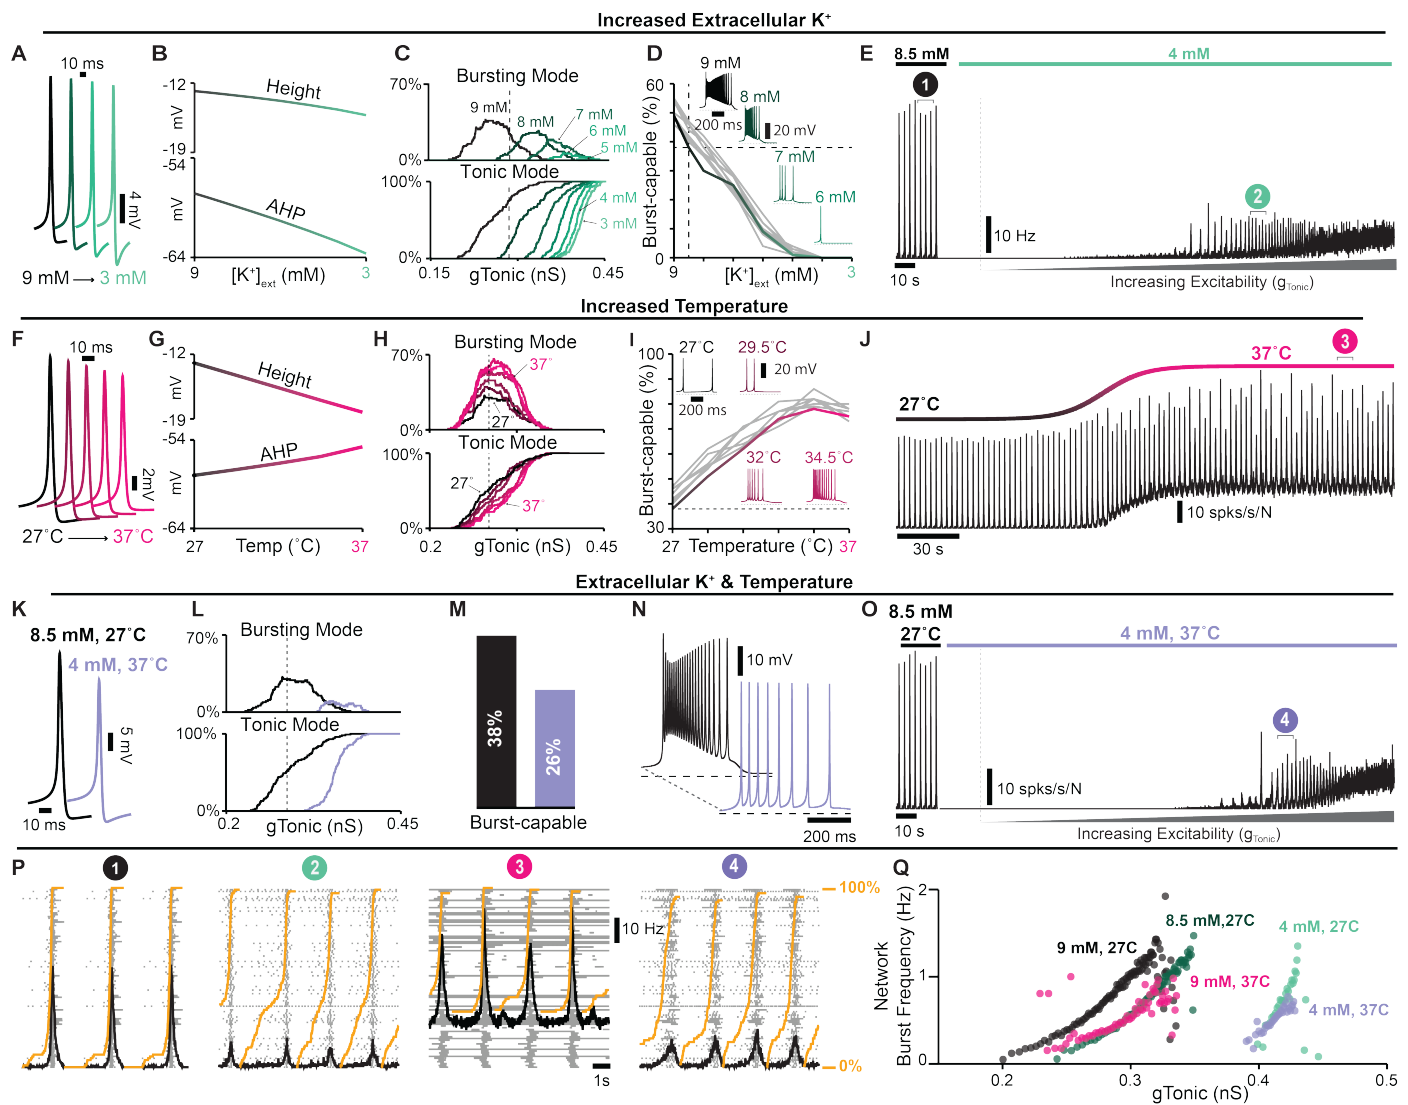 Increased Extracellular K⁺
A
10 ms
4 mV
9 mM → 3 mM
B
-12
mV
-19
-54
mV
-64
Height
AHP
9
[K⁺]ext (mM)
3
C
Bursting Mode
70%
9 mM
8 mM
7 mM
6 mM
5 mM
0%
Tonic Mode
100%
4 mM
3 mM
0%
0.15
gTonic (nS)
0.45
D
60
Burst-capable (%)
0
9 mM
200 ms
8 mM
20 mV
7 mM
6 mM
9
[K⁺]ext (mM)
3
E
8.5 mM
4 mM
1
2
10 Hz
10 s
Increasing Excitability (gTonic)
Increased Temperature
F
10 ms
2mV
27˚C → 37˚C
G
-12
mV
-19
-54
mV
-64
Height
AHP
27
Temp (˚C)
37
H
Bursting Mode
70%
37˚
27˚
0%
Tonic Mode
100%
27˚
37˚
0%
0.2
gTonic (nS)
0.45
I
100
Burst-capable (%)
30
27˚C
200 ms
29.5˚C
20 mV
32˚C
34.5˚C
27
Temperature (˚C)
37
J
27˚C
37˚C
3
10 spks/s/N
30 s
Extracellular K⁺ & Temperature
K
8.5 mM, 27˚C
4 mM, 37˚C
5 mV
10 ms
L
Bursting Mode
70%
0%
Tonic Mode
100%
0%
0.2
gTonic (nS)
0.45
M
38%
26%
Burst-capable
N
10 mV
200 ms
O
8.5 mM
27˚C
4 mM, 37˚C
4
10 spks/s/N
10 s
Increasing Excitability (gTonic)
P
1
2
3
4
10 Hz
1s
100%
0%
Q
Network
Burst Frequency (Hz)
2
1
0
9 mM, 27C
8.5 mM,27C
9 mM, 37C
4 mM, 27C
4 mM, 37C
0.2
0.3
0.4
0.5
gTonic (nS)